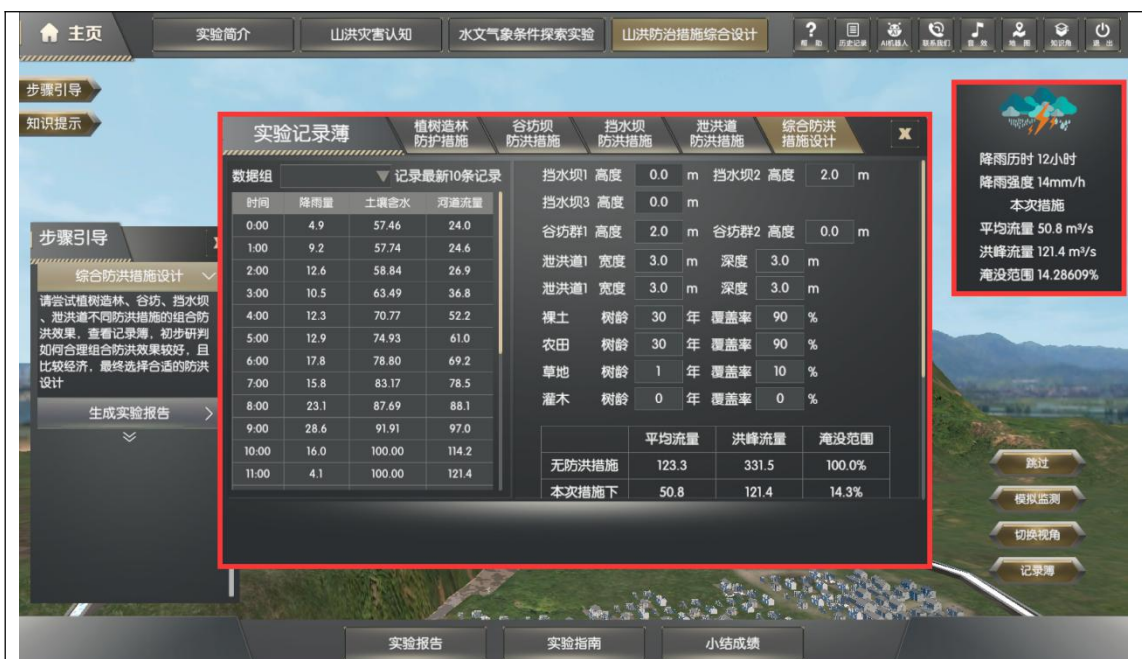 主页 实验简介 山洪灾害认知 水文气象条件探索实验 山洪防治措施综合设计
帮 助 历史记录 AI机器人 联系我们 音 效 地 图 知识角 退 出
步骤引导
知识提示
降雨历时 12小时
降雨强度 14mm/h
本次措施
平均流量 50.8 m³/s
洪峰流量 121.4 m³/s
淹没范围 14.28609%
步骤引导
综合防洪措施设计
请尝试植树造林、谷坊、挡水坝
、泄洪道不同防洪措施的组合防
洪效果，查看记录簿，初步研判
如何合理组合防洪效果较好，且
比较经济，最终选择合适的防洪
设计
生成实验报告
实验记录薄
植树造林
防护措施
谷坊坝
防洪措施
挡水坝
防洪措施
泄洪道
防洪措施
综合防洪
措施设计
X
数据组 记录最新10条记录
时间 降雨量 土壤含水 河道流量
0:00 4.9 57.46 24.0
1:00 9.2 57.74 24.6
2:00 12.6 58.84 26.9
3:00 10.5 63.49 36.8
4:00 12.3 70.77 52.2
5:00 12.9 74.93 61.0
6:00 17.8 78.80 69.2
7:00 15.8 83.17 78.5
8:00 23.1 87.69 88.1
9:00 28.6 91.91 97.0
10:00 16.0 100.00 114.2
11:00 4.1 100.00 121.4
挡水坝1 高度 0.0 m 挡水坝2 高度 2.0 m
挡水坝3 高度 0.0 m
谷坊群1 高度 2.0 m 谷坊群2 高度 0.0 m
泄洪道1 宽度 3.0 m 深度 3.0 m
泄洪道1 宽度 3.0 m 深度 3.0 m
裸土 树龄 30 年 覆盖率 90 %
农田 树龄 30 年 覆盖率 90 %
草地 树龄 1 年 覆盖率 10 %
灌木 树龄 0 年 覆盖率 0 %
平均流量 洪峰流量 淹没范围
无防洪措施 123.3 331.5 100.0%
本次措施下 50.8 121.4 14.3%
跳过
模拟监测
切换视角
记录薄
实验报告 实验指南 小结成绩